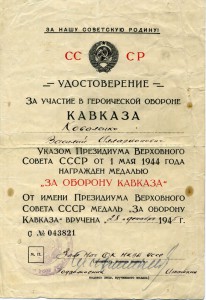 ЗА НАШУ СОВЕТСКУЮ РОДИНУ!
СС СР
УДОСТОВЕРЕНИЕ
ЗА УЧАСТИЕ В ГЕРОИЧЕСКОЙ ОБОРОНЕ
КАВКАЗА
УКАЗОМ ПРЕЗИДИУМА ВЕРХОВНОГО
СОВЕТА СССР ОТ 1 МАЯ 1944 ГОДА
НАГРАЖДЕН МЕДАЛЬЮ
„ЗА ОБОРОНУ КАВКАЗА"
ОТ ИМЕНИ ПРЕЗИДИУМА ВЕРХОВНОГО
СОВЕТА СССР МЕДАЛЬ „ЗА ОБОРОНУ
КАВКАЗА" ВРУЧЕНА 194
№ 043821
М. П.